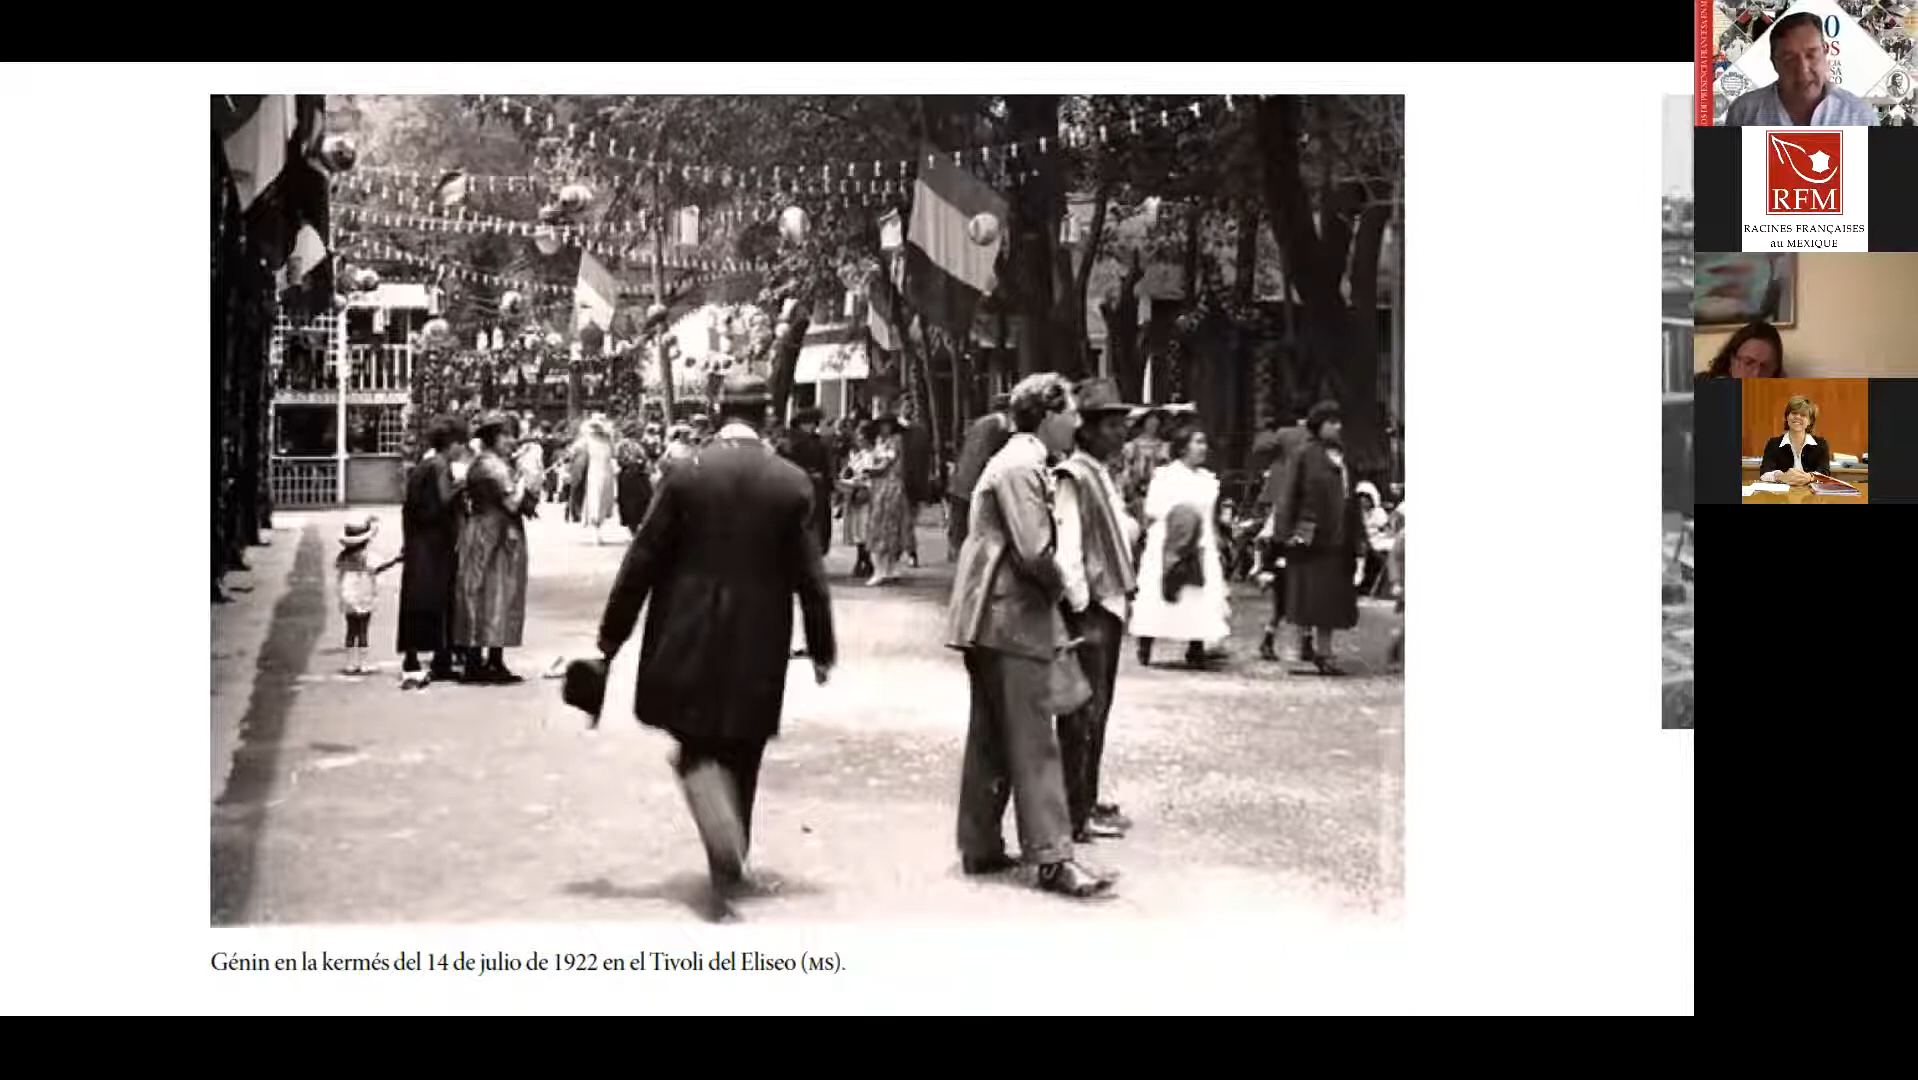 Génin en la kermés del 14 de julio de 1922 en el Tivoli del Eliseo (MS).
RFM
RACINES FRANÇAISES
au MEXIQUE